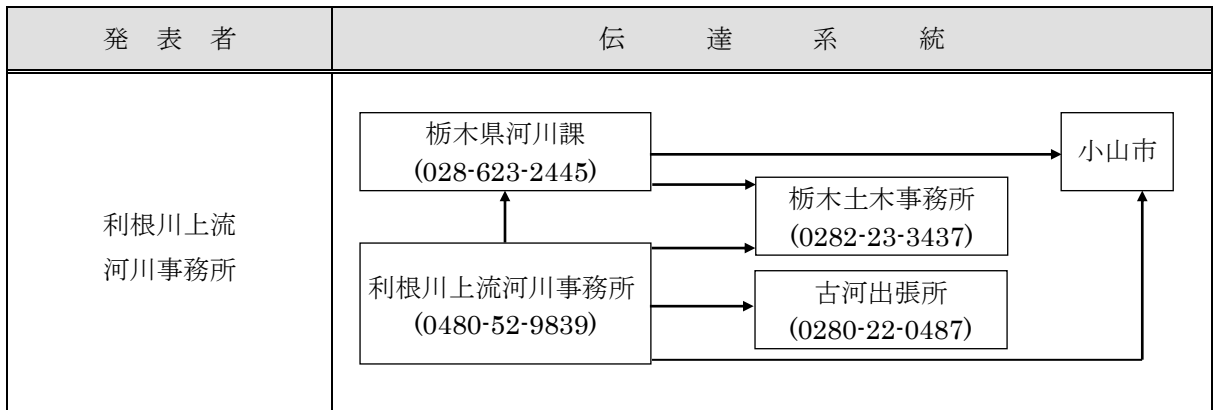 発　表　者
伝　達　系　統
利根川上流
河川事務所
栃木県河川課
(028-623-2445)
小山市
栃木土木事務所
(0282-23-3437)
利根川上流河川事務所
(0480-52-9839)
古河出張所
(0280-22-0487)